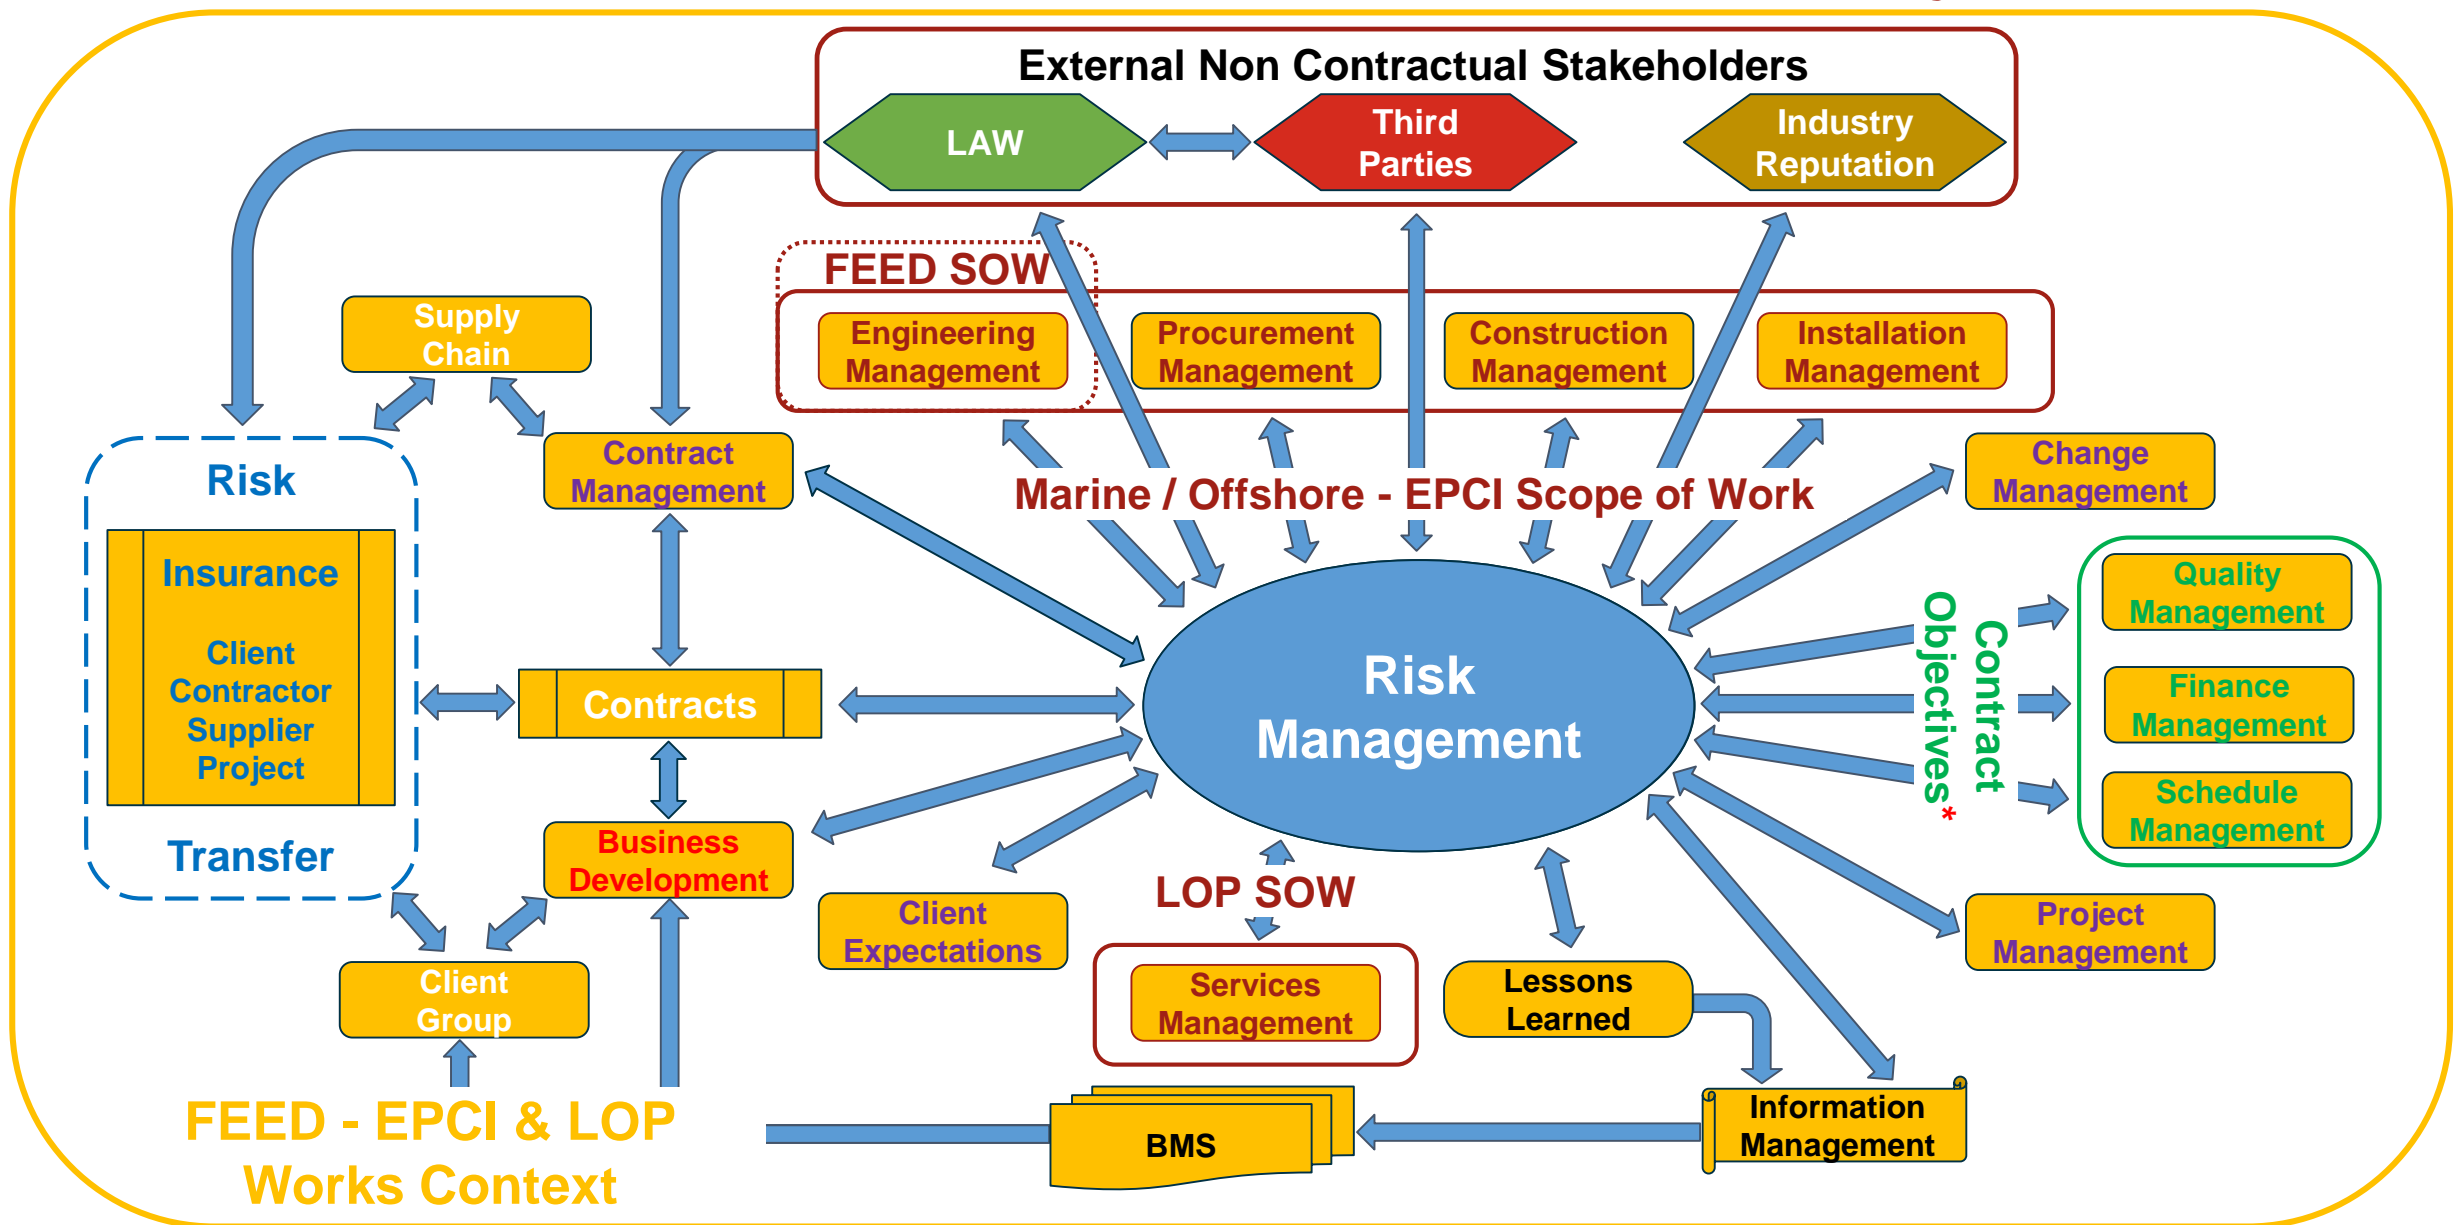 External Non Contractual Stakeholders
LAW
Third
Parties
Industry
Reputation
FEED SOW
Engineering
Management
Procurement
Management
Construction
Management
Installation
Management
Supply
Chain
Contract
Management
Marine / Offshore - EPCI Scope of Work
Change
Management
Risk
Insurance
Client
Contractor
Supplier
Project
Transfer
Contracts
Risk
Management
Contract
Objectives*
Quality
Management
Finance
Management
Schedule
Management
Business
Development
Client
Expectations
LOP SOW
Services
Management
Lessons
Learned
Project
Management
Client
Group
Information
Management
BMS
FEED - EPCI & LOP
Works Context